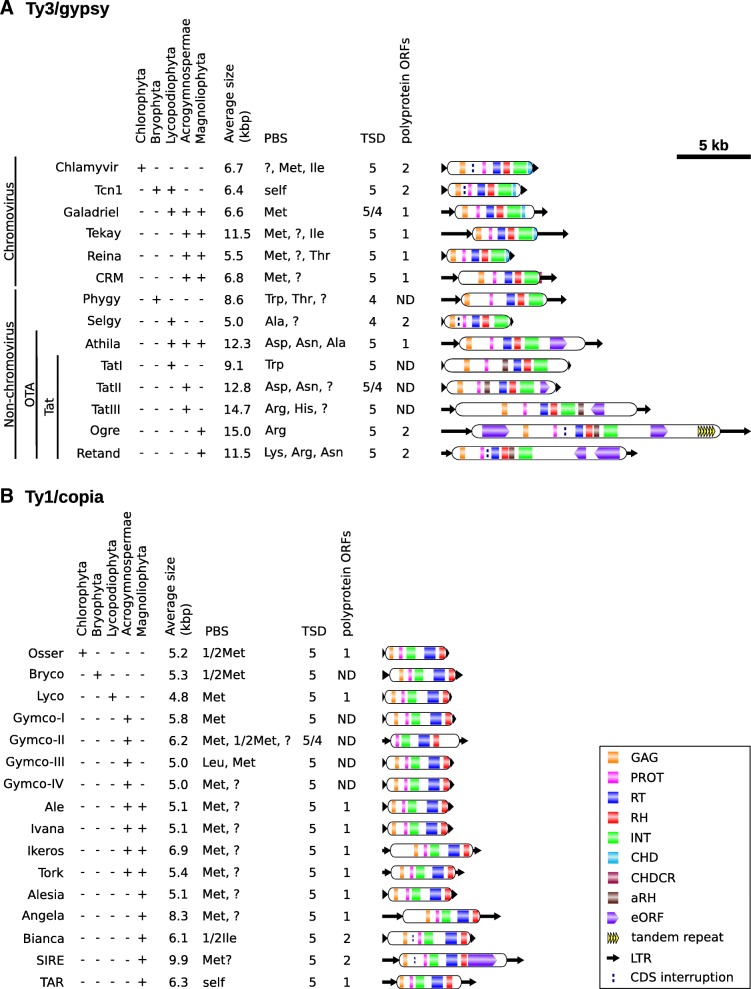 A Ty3/gypsy
Chlorophyta
Bryophyta
Lycopodiophyta
Acrogymnospermae
Magnoliophyta
Average size
(kbp)
PBS
TSD
polyprotein ORFs
5 kb
Chromovirus
Non-chromovirus
OTA
Tat
Chlamyvir + - - - - 6.7 ?, Met, Ile 5 2
Tcn1 - + + - - 6.4 self 5 2
Galadriel - - + + + 6.6 Met 5/4 1
Tekay - - - + + 11.5 Met, ?, Ile 5 1
Reina - - - + + 5.5 Met, ?, Thr 5 1
CRM - - - + + 6.8 Met, ? 5 1
Phygy - + - - - 8.6 Trp, Thr, ? 4 ND
Selgy - - + - - 5.0 Ala, ? 4 2
Athila - - + + + 12.3 Asp, Asn, Ala 5 1
TatI - - + - - 9.1 Trp 5 ND
TatII - - - + - 12.8 Asp, Asn, ? 5/4 ND
TatIII - - - + - 14.7 Arg, His, ? 5 ND
Ogre - - - - + 15.0 Arg 5 2
Retand - - - - + 11.5 Lys, Arg, Asn 5 2
B Ty1/copia
Chlorophyta
Bryophyta
Lycopodiophyta
Acrogymnospermae
Magnoliophyta
Average size
(kbp)
PBS
TSD
polyprotein ORFs
Osser + - - - - 5.2 1/2Met 5 1
Bryco - + - - - 5.3 1/2Met 5 ND
Lyco - - + - - 4.8 Met 5 1
Gymco-I - - - + - 5.8 Met 5 ND
Gymco-II - - - + - 6.2 Met, 1/2Met, ? 5/4 ND
Gymco-III - - - + - 5.0 Leu, Met 5 ND
Gymco-IV - - - + - 5.0 Met, ? 5 ND
Ale - - - + + 5.1 Met, ? 5 1
Ivana - - - + + 5.1 Met, ? 5 1
Ikeros - - - + + 6.9 Met, ? 5 1
Tork - - - + + 5.4 Met, ? 5 1
Alesia - - - - + 5.1 Met, ? 5 1
Angela - - - - + 8.3 Met, ? 5 1
Bianca - - - - + 6.1 1/2Ile 5 2
SIRE - - - - + 9.9 Met? 5 2
TAR - - - - + 6.3 self 5 1
GAG
PROT
RT
RH
INT
CHD
CHDCR
aRH
eORF
tandem repeat
LTR
CDS interruption